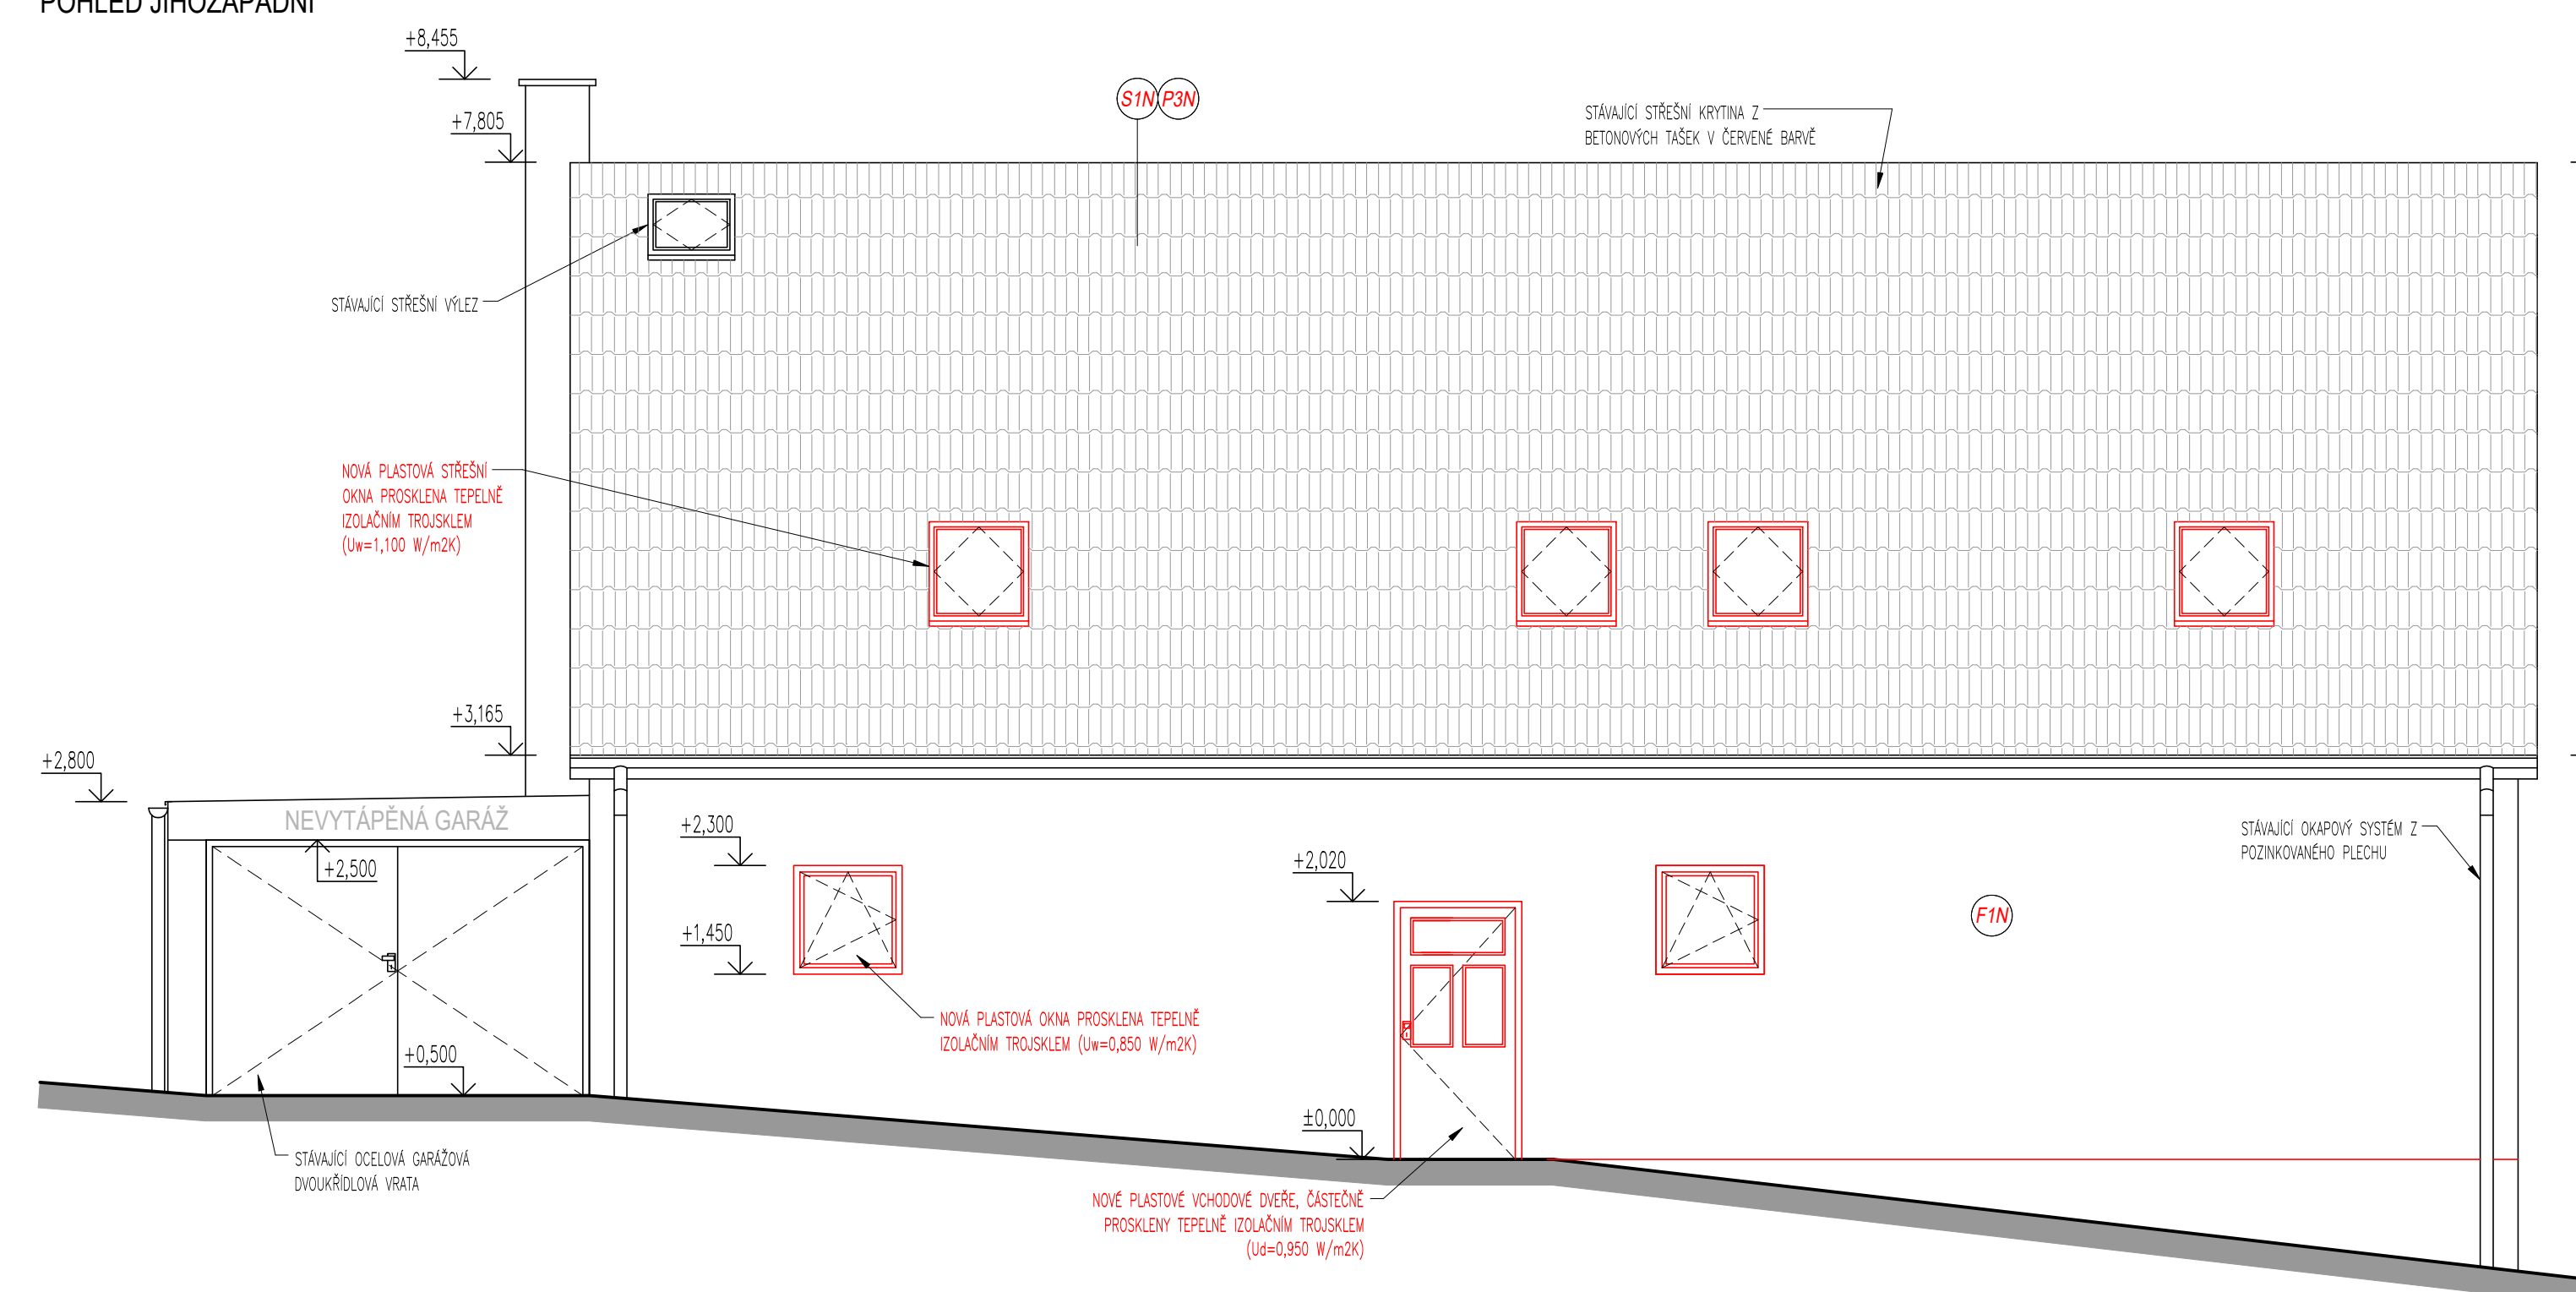 POHLED JIHOZÁPADNÍ
+8,455
S1N P3N
STÁVAJÍCÍ STŘEŠNÍ KRYTINA Z
BETONOVÝCH TAŠEK V ČERVENÉ BARVĚ
+7,805
STÁVAJÍCÍ STŘEŠNÍ VÝLEZ
NOVÁ PLASTOVÁ STŘEŠNÍ
OKNA PROSKLENA TEPELNĚ
IZOLAČNÍM TROJSKLEM
(Uw=1,100 W/m2K)
+3,165
+2,800
NEVYTÁPĚNÁ GARÁŽ
+2,500
+2,300
+2,020
STÁVAJÍCÍ OKAPOVÝ SYSTÉM Z
POZINKOVANÉHO PLECHU
F1N
+1,450
NOVÁ PLASTOVÁ OKNA PROSKLENA TEPELNĚ
IZOLAČNÍM TROJSKLEM (Uw=0,850 W/m2K)
+0,500
±0,000
STÁVAJÍCÍ OCELOVÁ GARÁŽOVÁ
DVOUKŘÍDLOVÁ VRATA
NOVÉ PLASTOVÉ VCHODOVÉ DVEŘE, ČÁSTEČNĚ
PROSKLENY TEPELNĚ IZOLAČNÍM TROJSKLEM
(Ud=0,950 W/m2K)